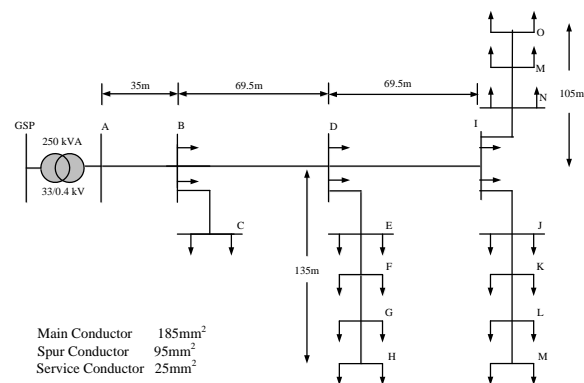 O
M
105m
N
35m
69.5m
69.5m
I
GSP
A
B
D
250 kVA
33/0.4 kV
C
E
J
135m
F
K
G
L
H
M
Main Conductor 185mm²
Spur Conductor 95mm²
Service Conductor 25mm²